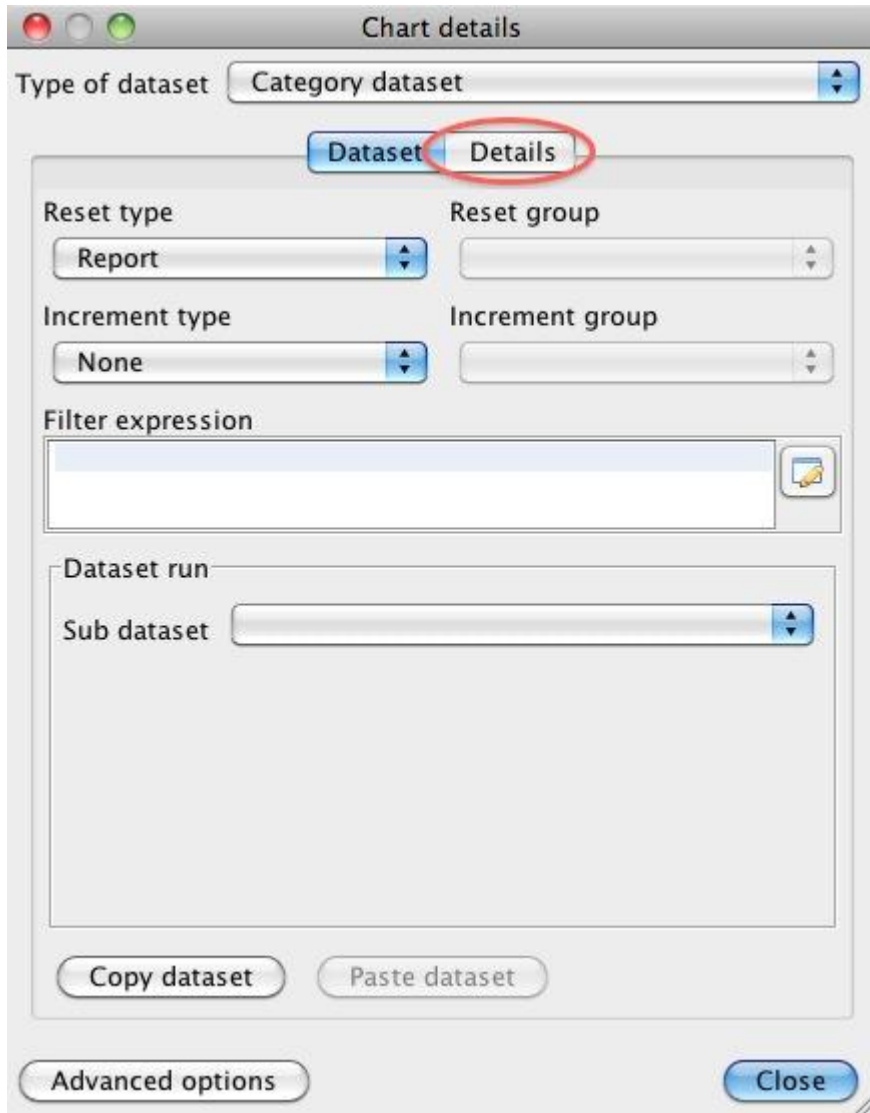 Chart details
Type of dataset Category dataset
Dataset Details
Reset type Reset group
Report
Increment type Increment group
None
Filter expression
Dataset run
Sub dataset
Copy dataset Paste dataset
Advanced options Close